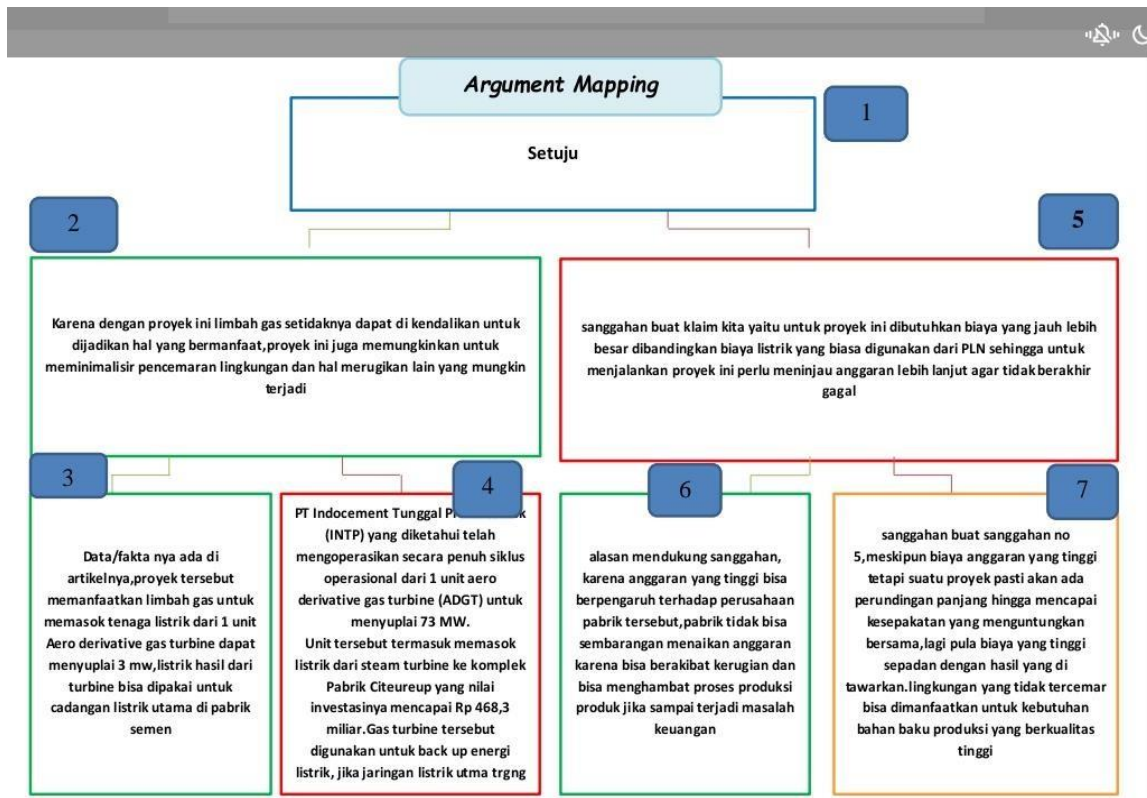 Argument Mapping
1
Setuju
2
Karena dengan proyek ini limbah gas setidaknya dapat di kendalikan untuk
dijadikan hal yang bermanfaat,proyek ini juga memungkinkan untuk
meminimalisir pencemaran lingkungan dan hal merugikan lain yang mungkin
terjadi
5
sanggahan buat klaim kita yaitu untuk proyek ini dibutuhkan biaya yang jauh lebih
besar dibandingkan biaya listrik yang biasa digunakan dari PLN sehingga untuk
menjalankan proyek ini perlu meninjau anggaran lebih lanjut agar tidak berakhir
gagal
3
Data/fakta nya ada di
artikelnya,proyek tersebut
memanfaatkan limbah gas untuk
memasok tenaga listrik dari 1 unit
Aero derivative gas turbine dapat
menyuplai 3 mw,listrik hasil dari
turbine bisa dipakai untuk
cadangan listrik utama di pabrik
semen
4
PT Indocement Tunggal
(INTP) yang diketahui telah
mengoperasikan secara penuh siklus
operasional dari 1 unit aero
derivative gas turbine (ADGT) untuk
menyuplai 73 MW.
Unit tersebut termasuk memasok
listrik dari steam turbine ke komplek
Pabrik Citeureup yang nilai
investasinya mencapai Rp 468,3
miliar.Gas turbine tersebut
digunakan untuk back up energi
listrik, jika jaringan listrik utma trgng
6
alasan mendukung sanggahan,
karena anggaran yang tinggi bisa
berpengaruh terhadap perusahaan
pabrik tersebut,pabrik tidak bisa
sembarangan menaikan anggaran
karena bisa berakibat kerugian dan
bisa menghambat proses produksi
produk jika sampai terjadi masalah
keuangan
7
sanggahan buat sanggahan no
5,meskipun biaya anggaran yang tinggi
tetapi suatu proyek pasti akan ada
perundingan panjang hingga mencapai
kesepakatan yang menguntungkan
bersama,lagi pula biaya yang tinggi
sepadan dengan hasil yang di
tawarkan.lingkungan yang tidak tercemar
bisa dimanfaatkan untuk kebutuhan
bahan baku produksi yang berkualitas
tinggi